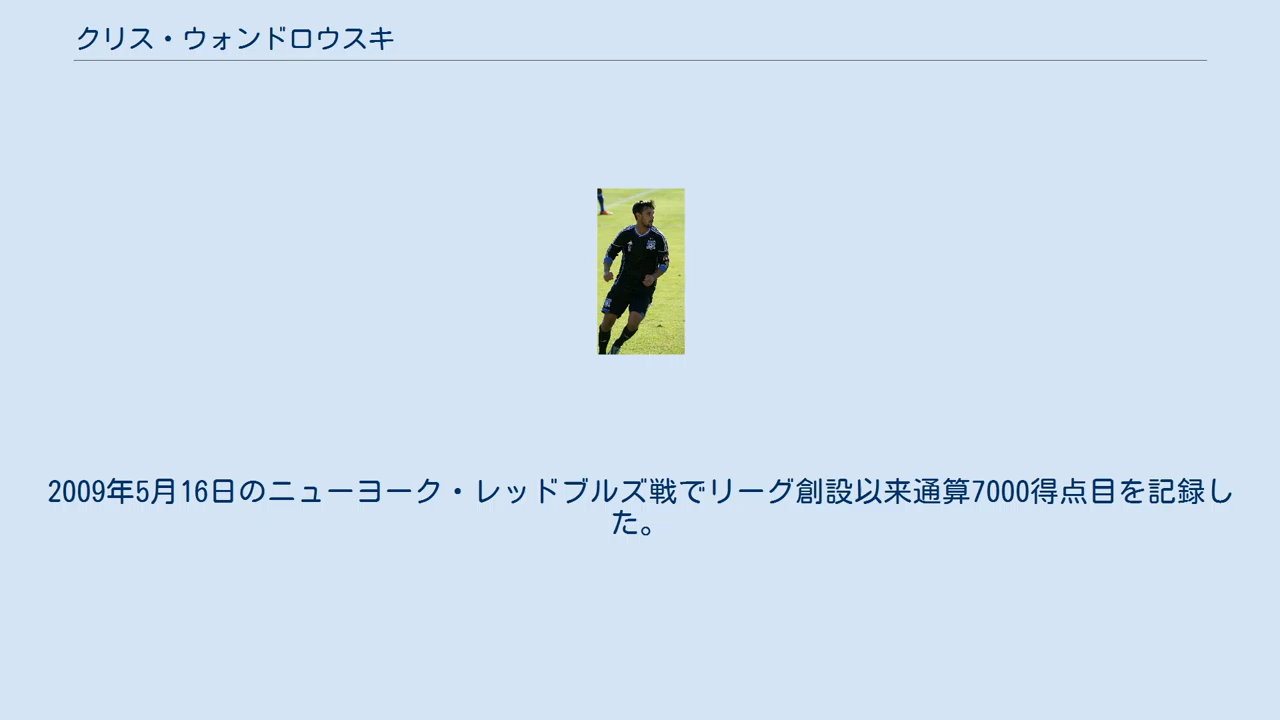 クリス・ウォンドロウスキ
2009年5月16日のニューヨーク・レッドブルズ戦でリーグ創設以来通算7000得点目を記録し
た。